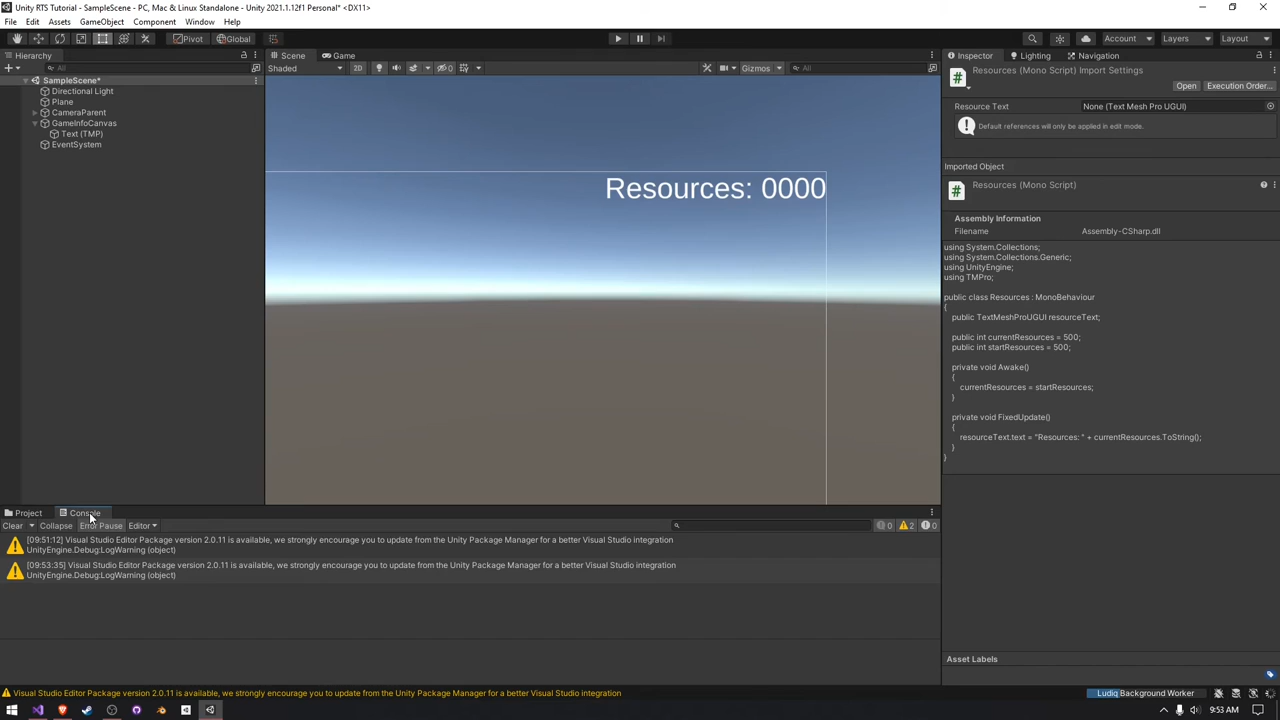 Unity RTS Tutorial - SampleScene - PC, Mac & Linux Standalone - Unity 2021.1.12f1 Personal* <DX11>
File Edit Assets GameObject Component Window Help
Pivot Global Account Layers Layout
Hierarchy
All
SampleScene*
Directional Light
Plane
CameraParent
GameInfoCanvas
Text (TMP)
EventSystem
Scene Game
Shaded 2D 0 Gizmos All
Resources: 0000
Inspector Lighting Navigation
Resources (Mono Script) Import Settings
Open Execution Order...
Resource Text None (Text Mesh Pro UGUI)
Default references will only be applied in edit mode.
Imported Object
Resources (Mono Script)
Assembly Information
Filename Assembly-CSharp.dll
using System.Collections;
using System.Collections.Generic;
using UnityEngine;
using TMPro;
public class Resources : MonoBehaviour
{
public TextMeshProUGUI resourceText;
public int currentResources = 500;
public int startResources = 500;
private void Awake()
{
currentResources = startResources;
}
private void FixedUpdate()
{
resourceText.text = "Resources: " + currentResources.ToString();
}
}
Asset Labels
Project Console
Clear Collapse Error Pause Editor 0 2 0
[09:51:12] Visual Studio Editor Package version 2.0.11 is available, we strongly encourage you to update from the Unity Package Manager for a better Visual Studio integration
UnityEngine.Debug:LogWarning (object)
[09:53:35] Visual Studio Editor Package version 2.0.11 is available, we strongly encourage you to update from the Unity Package Manager for a better Visual Studio integration
UnityEngine.Debug:LogWarning (object)
Visual Studio Editor Package version 2.0.11 is available, we strongly encourage you to update from the Unity Package Manager for a better Visual Studio integration
Ludiq Background Worker
9:53 AM